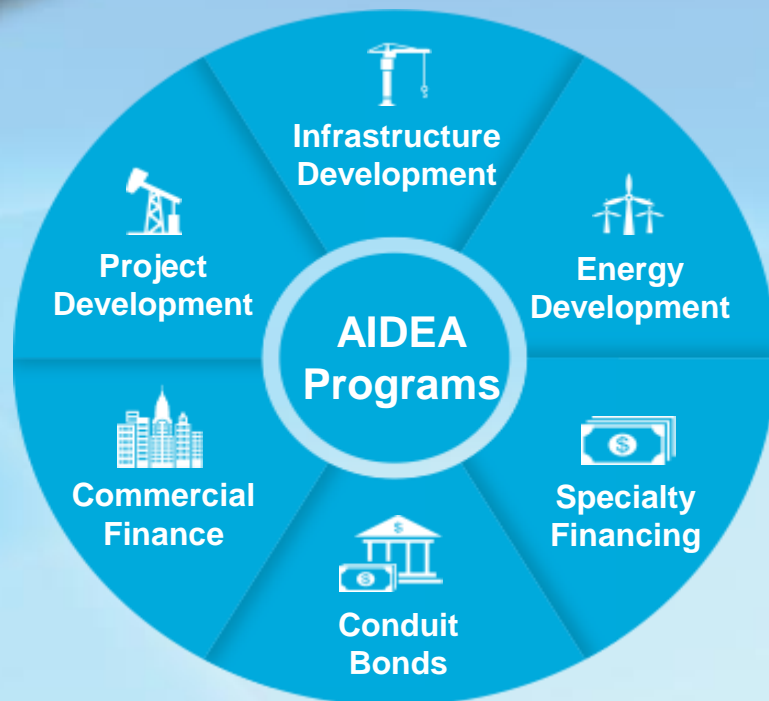 Infrastructure
Development
Energy
Development
Specialty
Financing
Conduit
Bonds
Commercial
Finance
Project
Development
AIDEA
Programs